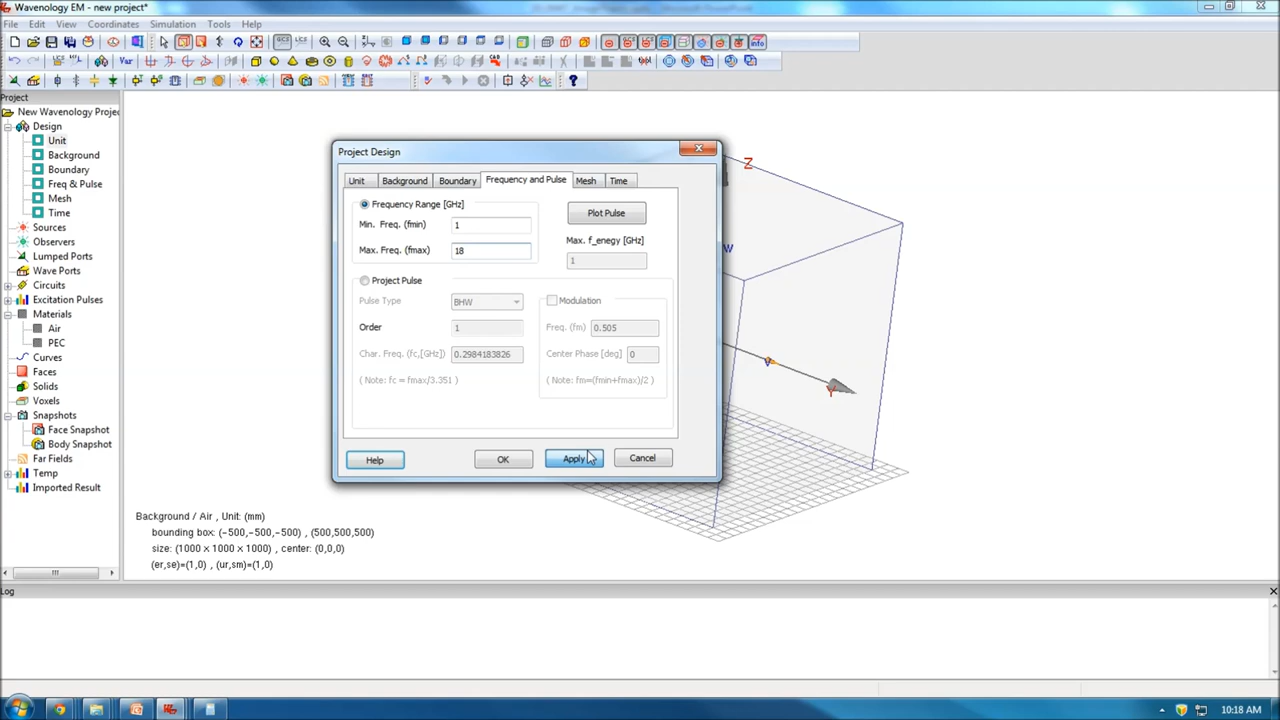 Wavenology EM - new project*
File Edit View Coordinates Simulation Tools Help
GCS LCS
Var CAD
info
Project
New Wavenology Projec
Design
Unit
Background
Boundary
Freq & Pulse
Mesh
Time
Sources
Observers
Lumped Ports
Wave Ports
Circuits
Excitation Pulses
Materials
Air
PEC
Curves
Faces
Solids
Voxels
Snapshots
Face Snapshot
Body Snapshot
Far Fields
Temp
Imported Result
Project Design
Unit Background Boundary Frequency and Pulse Mesh Time
Frequency Range [GHz]
Min. Freq. (fmin) 1
Max. Freq. (fmax) 18
Plot Pulse
Max. f_enegy [GHz]
1
Project Pulse
Pulse Type BHW
Order 1
Char. Freq. (fc,[GHz]) 0.2984183826
( Note: fc = fmax/3.351 )
Modulation
Freq. (fm) 0.505
Center Phase [deg] 0
( Note: fm=(fmin+fmax)/2 )
Help OK Apply Cancel
Z
W
V
Y
Background / Air , Unit: (mm)
bounding box: (-500,-500,-500) , (500,500,500)
size: (1000 × 1000 × 1000) , center: (0,0,0)
(er,se)=(1,0) , (ur,sm)=(1,0)
Log
10:18 AM